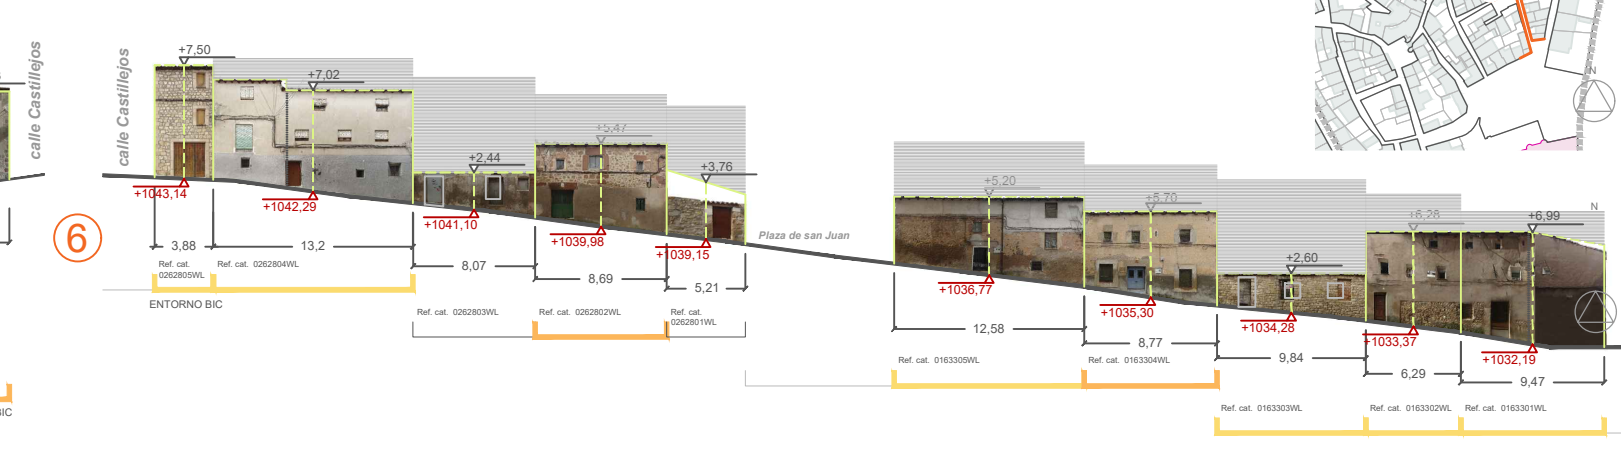 calle Castillejos
calle Castillejos
+7,50
+7,02
+2,44
+5,47
+3,76
+1043,14
+1042,29
+1041,10
+1039,98
+1039,15
6
3,88
13,2
8,07
8,69
5,21
Ref. cat.
0262805WL
Ref. cat. 0262804WL
ENTORNO BIC
Ref. cat. 0262803WL
Ref. cat. 0262802WL
Ref. cat.
0262801WL
Plaza de san Juan
+5,20
+5,70
+2,60
+6,28
+6,99
N
N
+1036,77
+1035,30
+1034,28
+1033,37
+1032,19
12,58
8,77
9,84
6,29
9,47
Ref. cat. 0163305WL
Ref. cat. 0163304WL
Ref. cat. 0163303WL
Ref. cat. 0163302WL
Ref. cat. 0163301WL
BIC